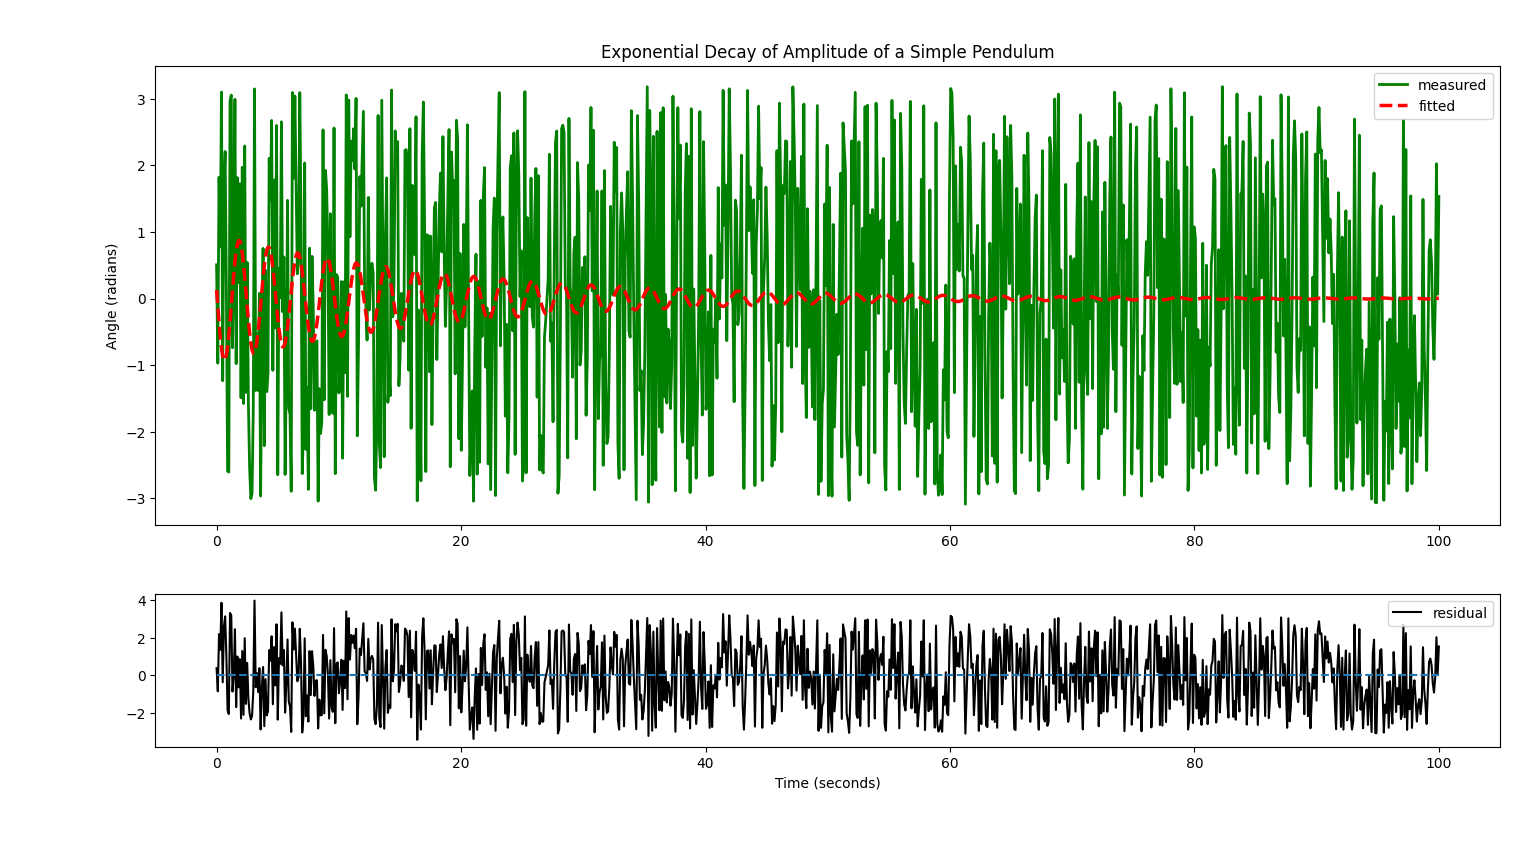 Exponential Decay of Amplitude of a Simple Pendulum
measured
fitted
Angle (radians)
3
2
1
0
−1
−2
−3
0 20 40 60 80 100
residual
4
2
0
−2
0 20 40 60 80 100
Time (seconds)